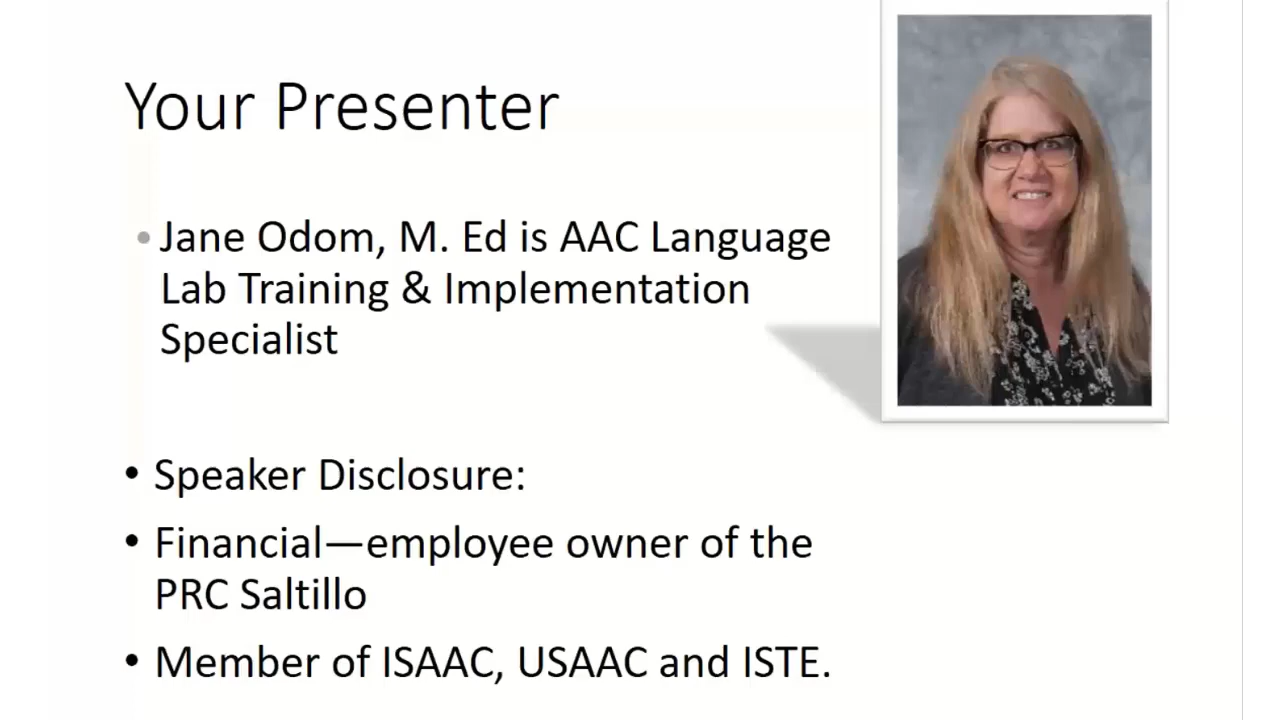 Your Presenter
• Jane Odom, M. Ed is AAC Language
Lab Training & Implementation
Specialist
• Speaker Disclosure:
• Financial—employee owner of the
PRC Saltillo
• Member of ISAAC, USAAC and ISTE.